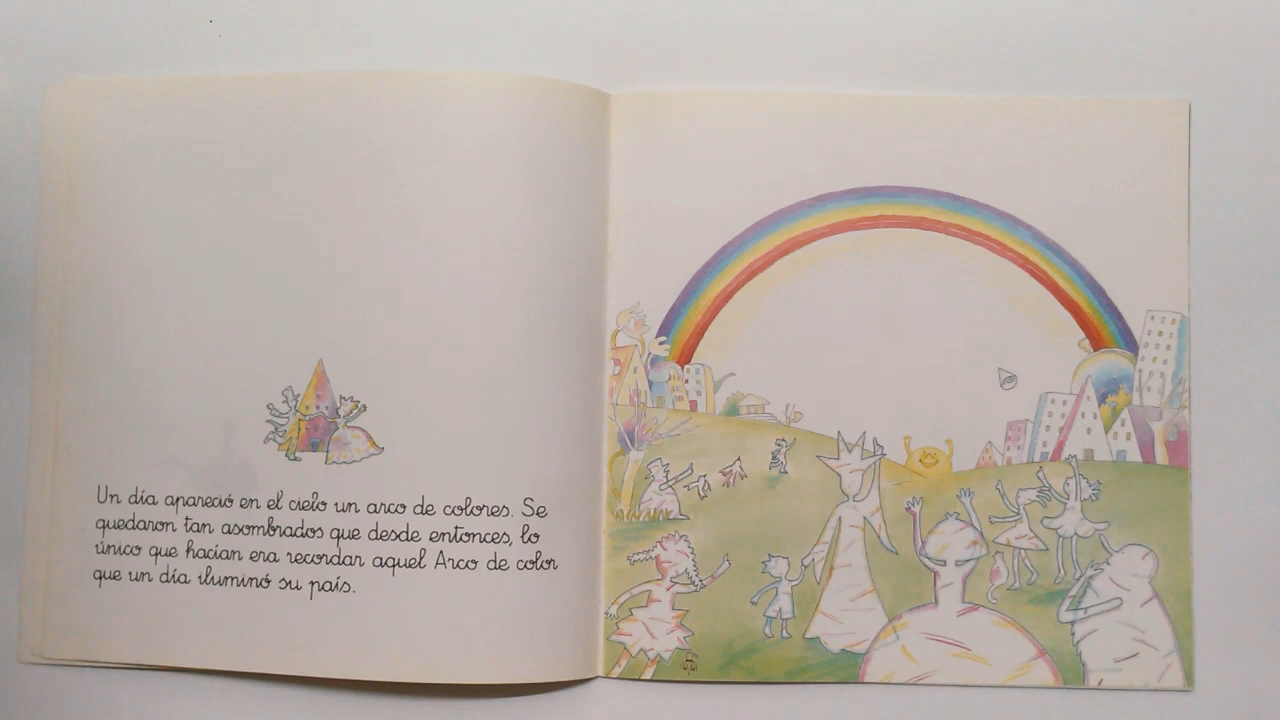 Un día apareció en el cielo un arco de colores. Se
quedaron tan asombrados que desde entonces, lo
único que hacían era recordar aquel Arco de color
que un día iluminó su país.